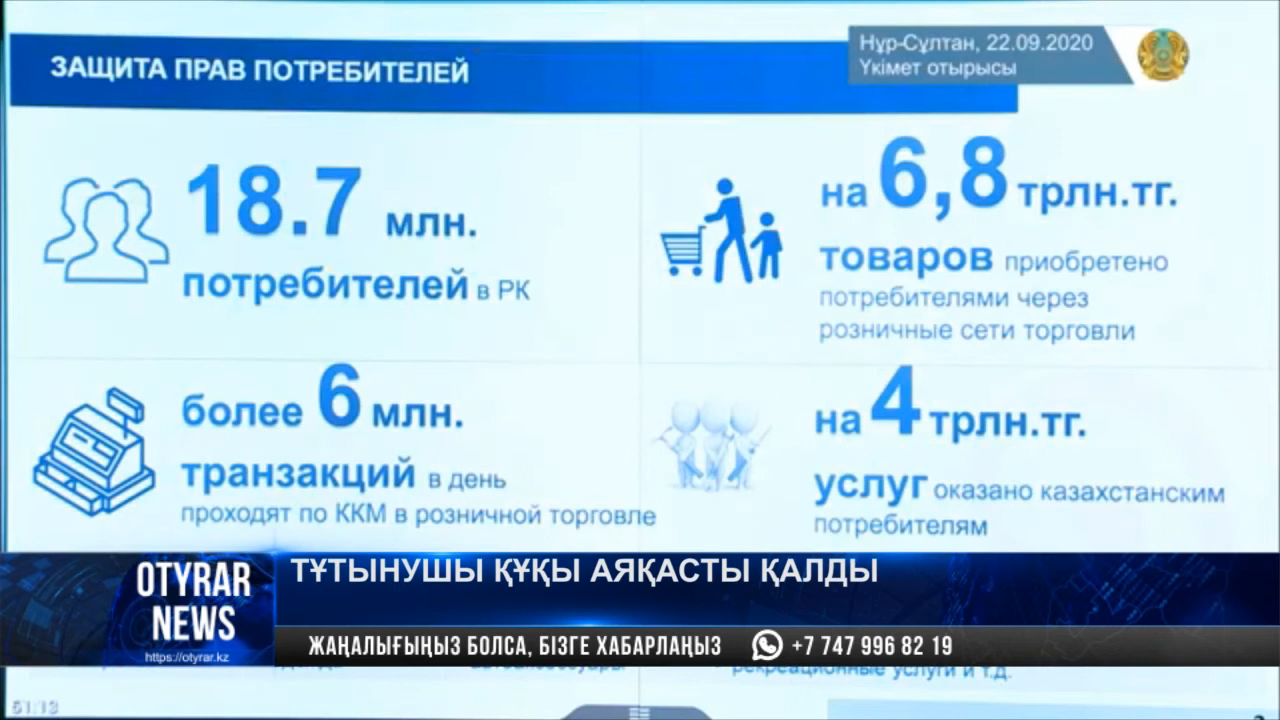 ЗАЩИТА ПРАВ ПОТРЕБИТЕЛЕЙ
Нұр-Сұлтан, 22.09.2020
Үкімет отырысы
18.7 млн.
потребителей в РК
на 6,8 трлн.тг.
товаров приобретено
потребителями через
розничные сети торговли
более 6 млн.
транзакций в день
проходят по ККМ в розничной торговле
на 4 трлн.тг.
услуг оказано казахстанским
потребителям
OTYRAR
NEWS
https://otyrar.kz
ТҰТЫНУШЫ ҚҰҚЫ АЯҚАСТЫ ҚАЛДЫ
ЖАҢАЛЫҒЫҢЫЗ БОЛСА, БІЗГЕ ХАБАРЛАҢЫЗ +7 747 996 82 19
рекреационные услуги и т.д.
61:13